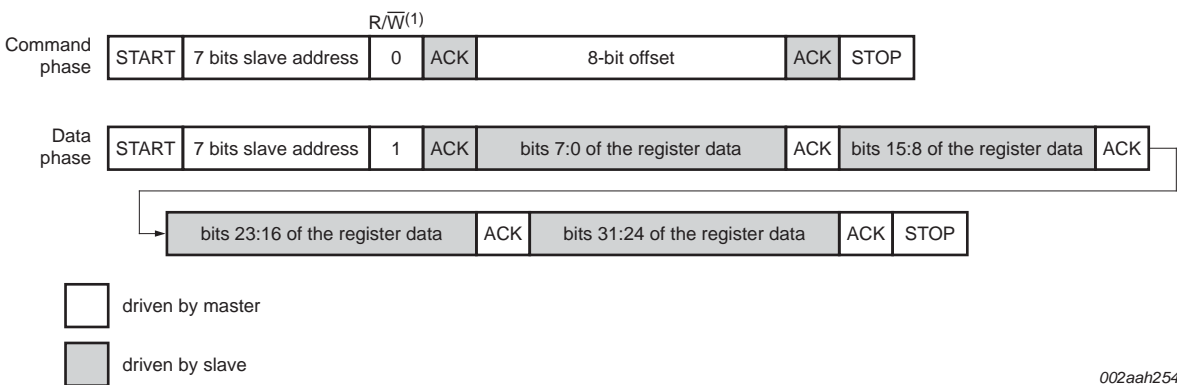 R/W̅(1)
Command phase
START 7 bits slave address 0 ACK 8-bit offset ACK STOP
Data phase
START 7 bits slave address 1 ACK bits 7:0 of the register data ACK bits 15:8 of the register data ACK
bits 23:16 of the register data ACK bits 31:24 of the register data ACK STOP
driven by master
driven by slave
002aah254